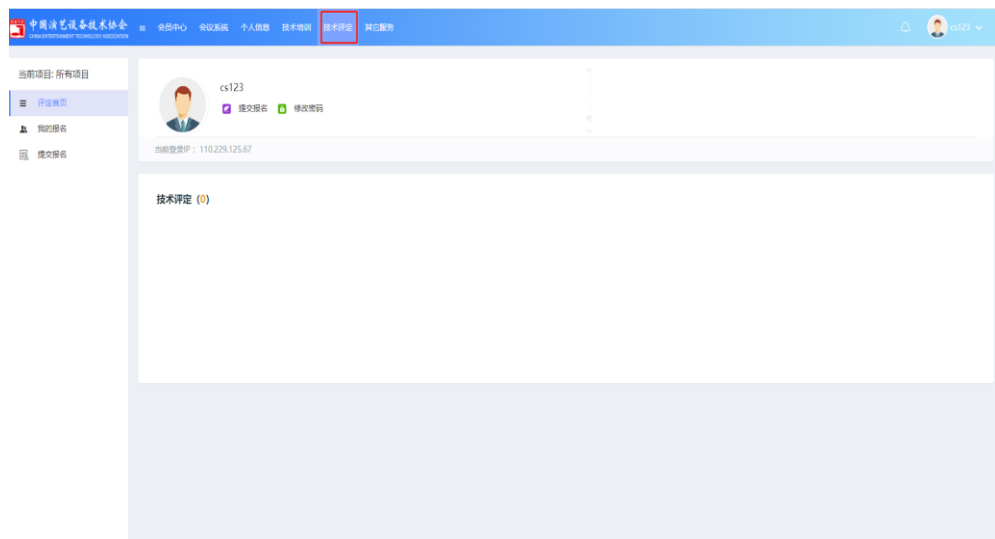 中国演艺设备技术协会
CHINA ENTERTAINMENT TECHNOLOGY ASSOCIATION
会员中心 会议系统 个人信息 技术培训 技术评定 其它服务
cs123
当前项目: 所有项目
评定首页
我的报名
提交报名
cs123
提交报名 修改密码
当前登录IP： 110.229.125.67
技术评定 (0)